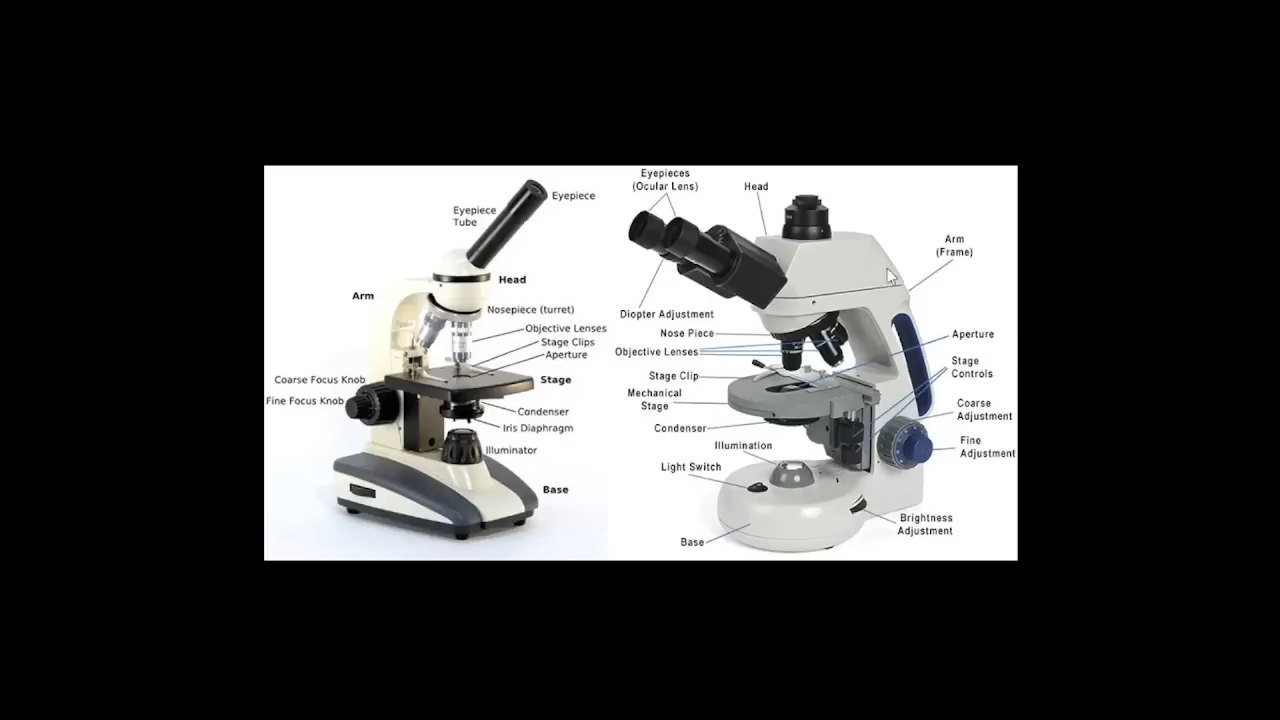 Eyepiece
Eyepiece
Tube
Head
Arm
Nosepiece (turret)
Objective Lenses
Stage Clips
Aperture
Coarse Focus Knob
Stage
Fine Focus Knob
Condenser
Iris Diaphragm
Illuminator
Base
Eyepieces
(Ocular Lens)
Head
Arm
(Frame)
Diopter Adjustment
Nose Piece
Aperture
Objective Lenses
Stage
Controls
Stage Clip
Mechanical
Stage
Coarse
Adjustment
Condenser
Illumination
Fine
Adjustment
Light Switch
Brightness
Adjustment
Base